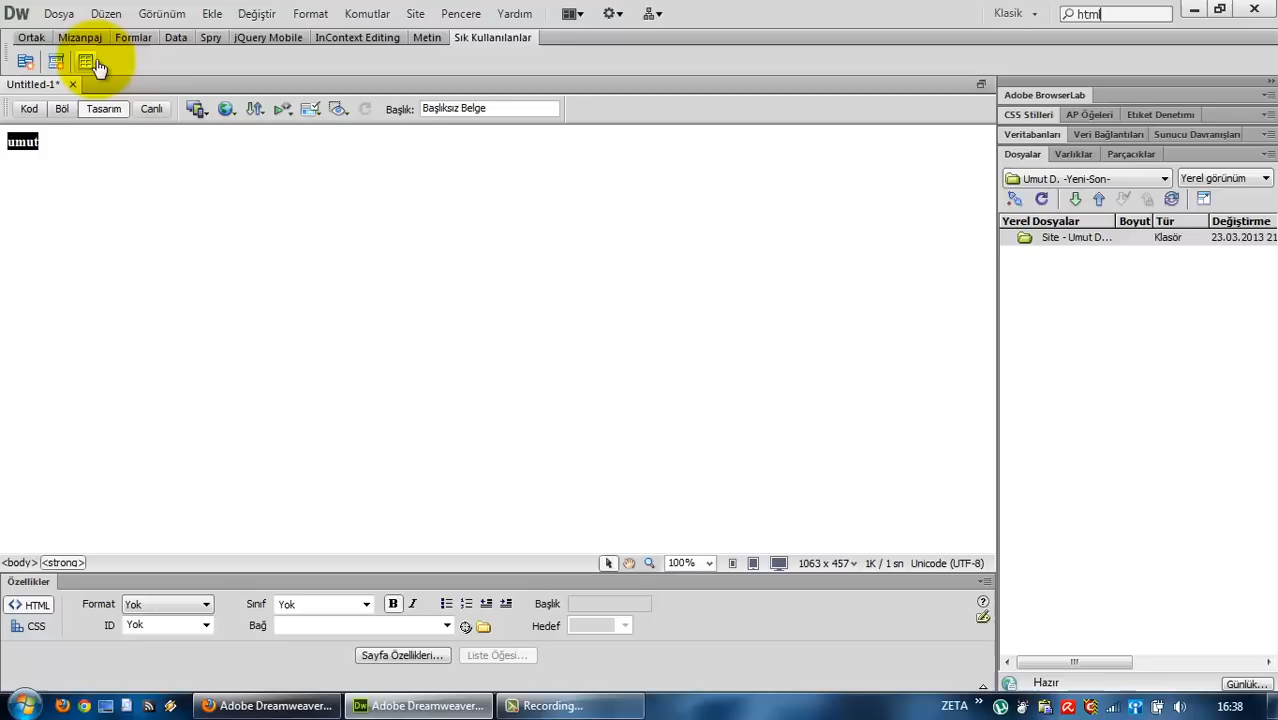 Dw Dosya Düzen Görünüm Ekle Değiştir Format Komutlar Site Pencere Yardım Klasik html
Ortak Mizanpaj Formlar Data Spry jQuery Mobile InContext Editing Metin Sık Kullanılanlar
Untitled-1*
Kod Böl Tasarım Canlı Başlık: Başlıksız Belge
umut
Adobe BrowserLab
CSS Stilleri AP Öğeleri Etiket Denetimi
Veritabanları Veri Bağlantıları Sunucu Davranışları
Dosyalar Varlıklar Parçacıklar
Umut D. -Yeni-Son- Yerel görünüm
Yerel Dosyalar Boyut Tür Değiştirme
Site - Umut D... Klasör 23.03.2013 21
<body> <strong> 100% 1063 x 457 1K / 1 sn Unicode (UTF-8)
Özellikler
<> HTML Format Yok Sınıf Yok B I Başlık
CSS ID Yok Bağ Hedef
Sayfa Özellikleri... Liste Öğesi...
Hazır Günlük...
Adobe Dreamweaver... Dw Adobe Dreamweaver... Recording... ZETA » 16:38